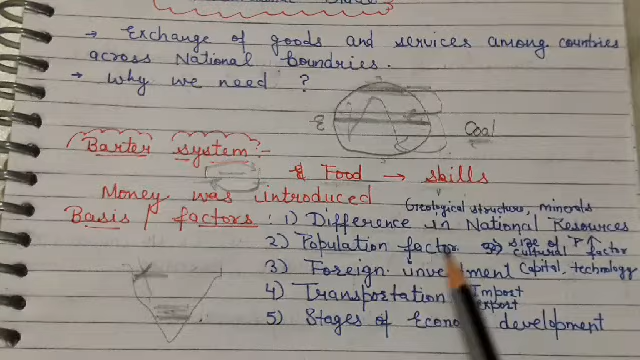 → Exchange of goods and services among countries
across National boundries.
→ Why we need ?
Coal
Barter system :-
Food → skills
Money was introduced
Geological structure, minerals
Basis / factors : 1) Difference in National Resources
2) Population factor size of P ↑
cultural factor
3) Foreign investment Capital, technology
4) Transportation Import
export
5) Stages of Econo development